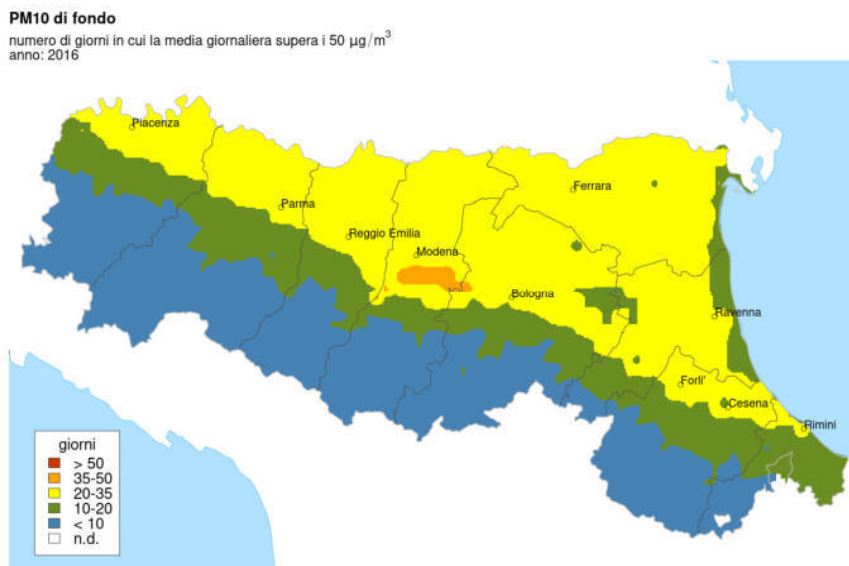 PM10 di fondo
numero di giorni in cui la media giornaliera supera i 50 μg/m³
anno: 2016
Piacenza
Parma
Ferrara
Reggio Emilia
Modena
Bologna
Ravenna
Forli'
Cesena
Rimini
giorni
> 50
35-50
20-35
10-20
< 10
n.d.